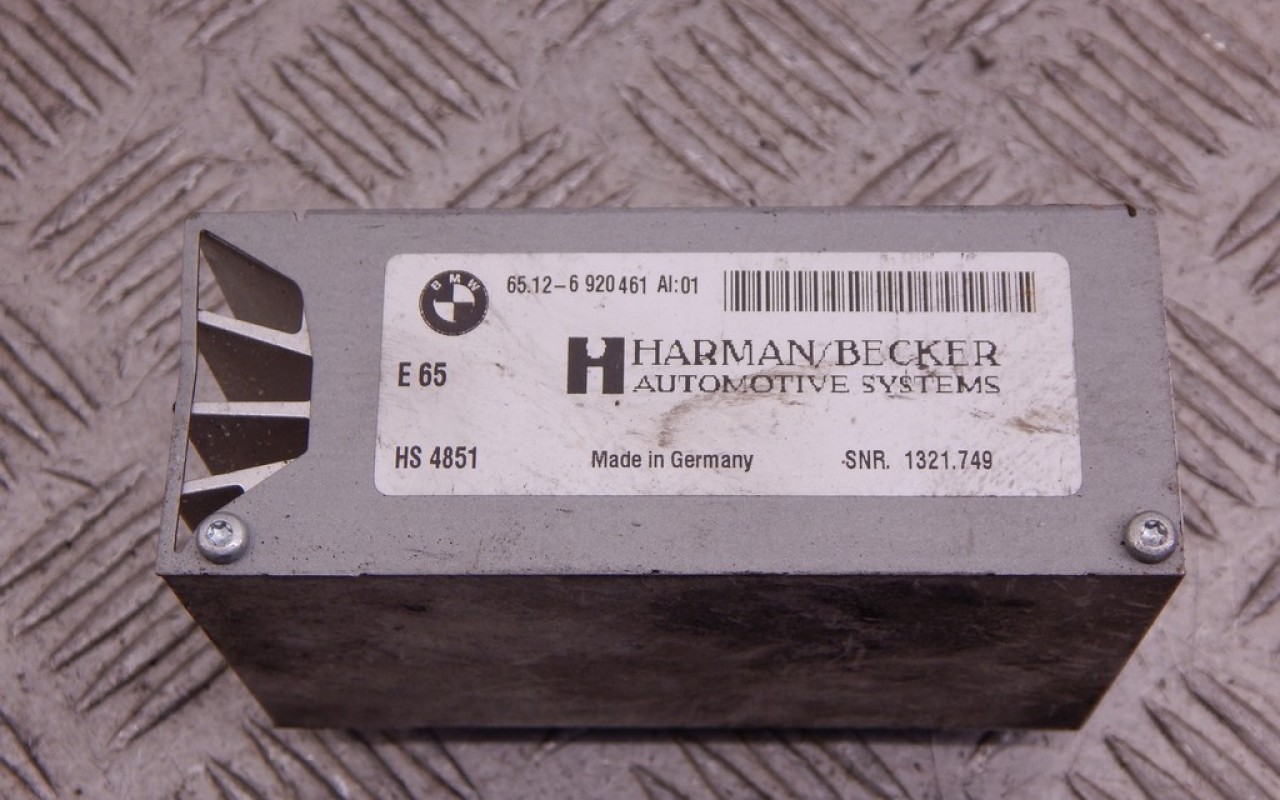 BMW 65.12-6 920 461 AI:01
H HARMAN/BECKER
AUTOMOTIVE SYSTEMS
E 65
HS 4851 Made in Germany SNR. 1321.749